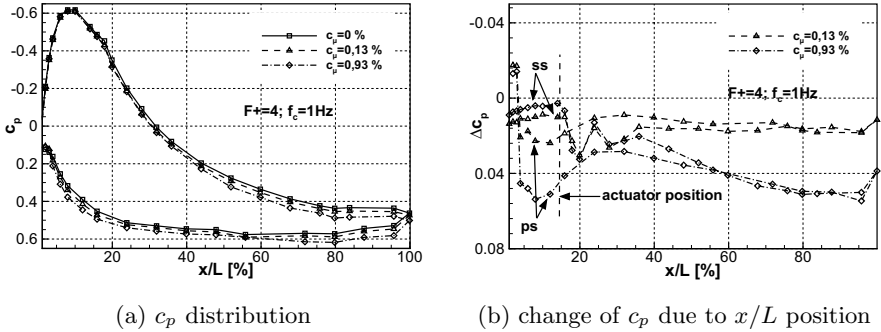 -0.6
-0.4
-0.2
0
0.2
0.4
0.6
c_p
c_μ=0 %
c_μ=0,13 %
c_μ=0,93 %
F+=4; f_c=1Hz
20 40 60 80 100
x/L [%]
(a) c_p distribution
-0.04
0
0.04
0.08
Δc_p
c_μ=0,13 %
c_μ=0,93 %
ss
F+=4; f_c=1Hz
actuator position
ps
0 20 40 60 80 100
x/L [%]
(b) change of c_p due to x/L position